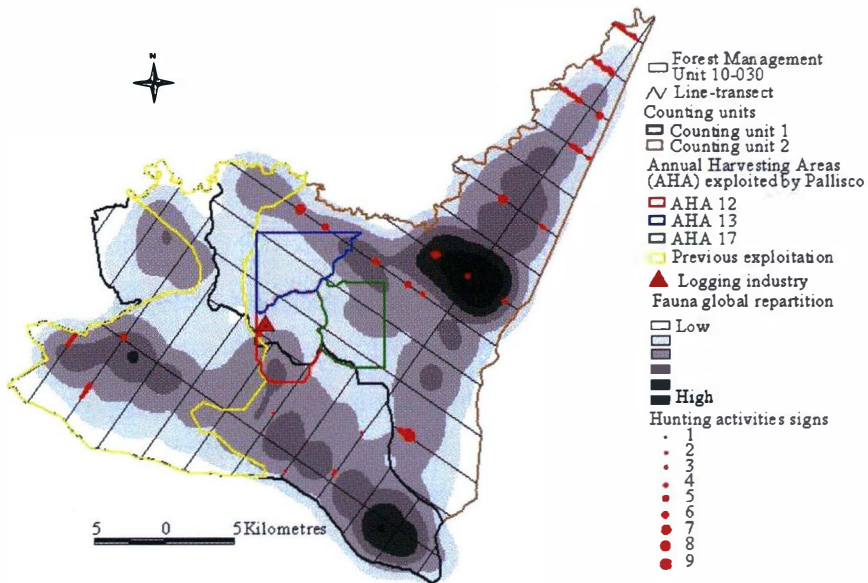 N
Forest Management
Unit 10-030
Line-transect
Counting units
Counting unit 1
Counting unit 2
Annual Harvesting Areas
(AHA) exploited by Pallisco
AHA 12
AHA 13
AHA 17
Previous exploitation
Logging industry
Fauna global repartition
Low
High
Hunting activities signs
1
2
3
4
5
6
7
8
9
5 0 5 Kilometres